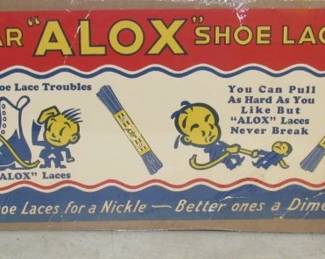 AR "ALOX" SHOE LAC
oe Lace Troubles
"ALOX" Laces
You Can Pull
As Hard As You
Like But
"ALOX" Laces
Never Break
oe Laces for a Nickle — Better ones a Dime